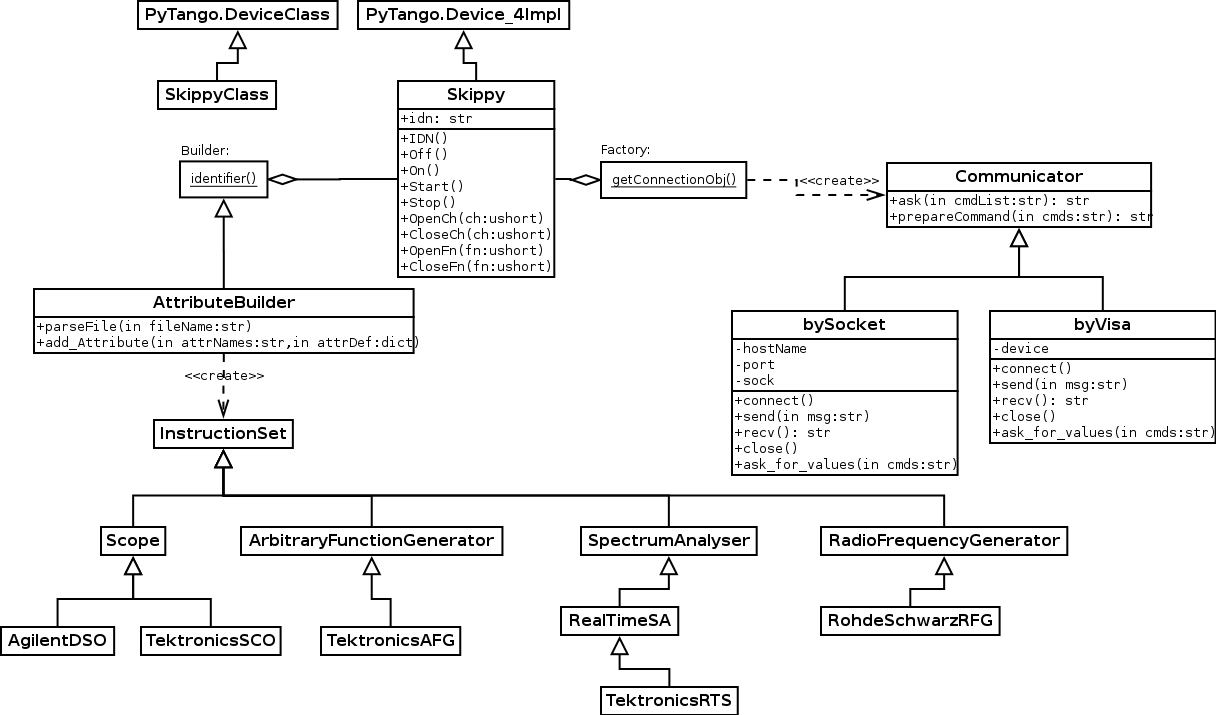 PyTango.DeviceClass
PyTango.Device_4Impl
SkippyClass
Skippy
+idn: str
+IDN()
+Off()
+On()
+Start()
+Stop()
+OpenCh(ch:ushort)
+CloseCh(ch:ushort)
+OpenFn(fn:ushort)
+CloseFn(fn:ushort)
Builder:
identifier()
Factory:
getConnectionObj()
<<create>>
Communicator
+ask(in cmdList:str): str
+prepareCommand(in cmds:str): str
AttributeBuilder
+parseFile(in fileName:str)
+add_Attribute(in attrNames:str,in attrDef:dict)
<<create>>
InstructionSet
bySocket
-hostName
-port
-sock
+connect()
+send(in msg:str)
+recv(): str
+close()
+ask_for_values(in cmds:str)
byVisa
-device
+connect()
+send(in msg:str)
+recv(): str
+close()
+ask_for_values(in cmds:str)
Scope
ArbitraryFunctionGenerator
SpectrumAnalyser
RadioFrequencyGenerator
AgilentDSO
TektronicsSCO
TektronicsAFG
RealTimeSA
RohdeSchwarzRFG
TektronicsRTS